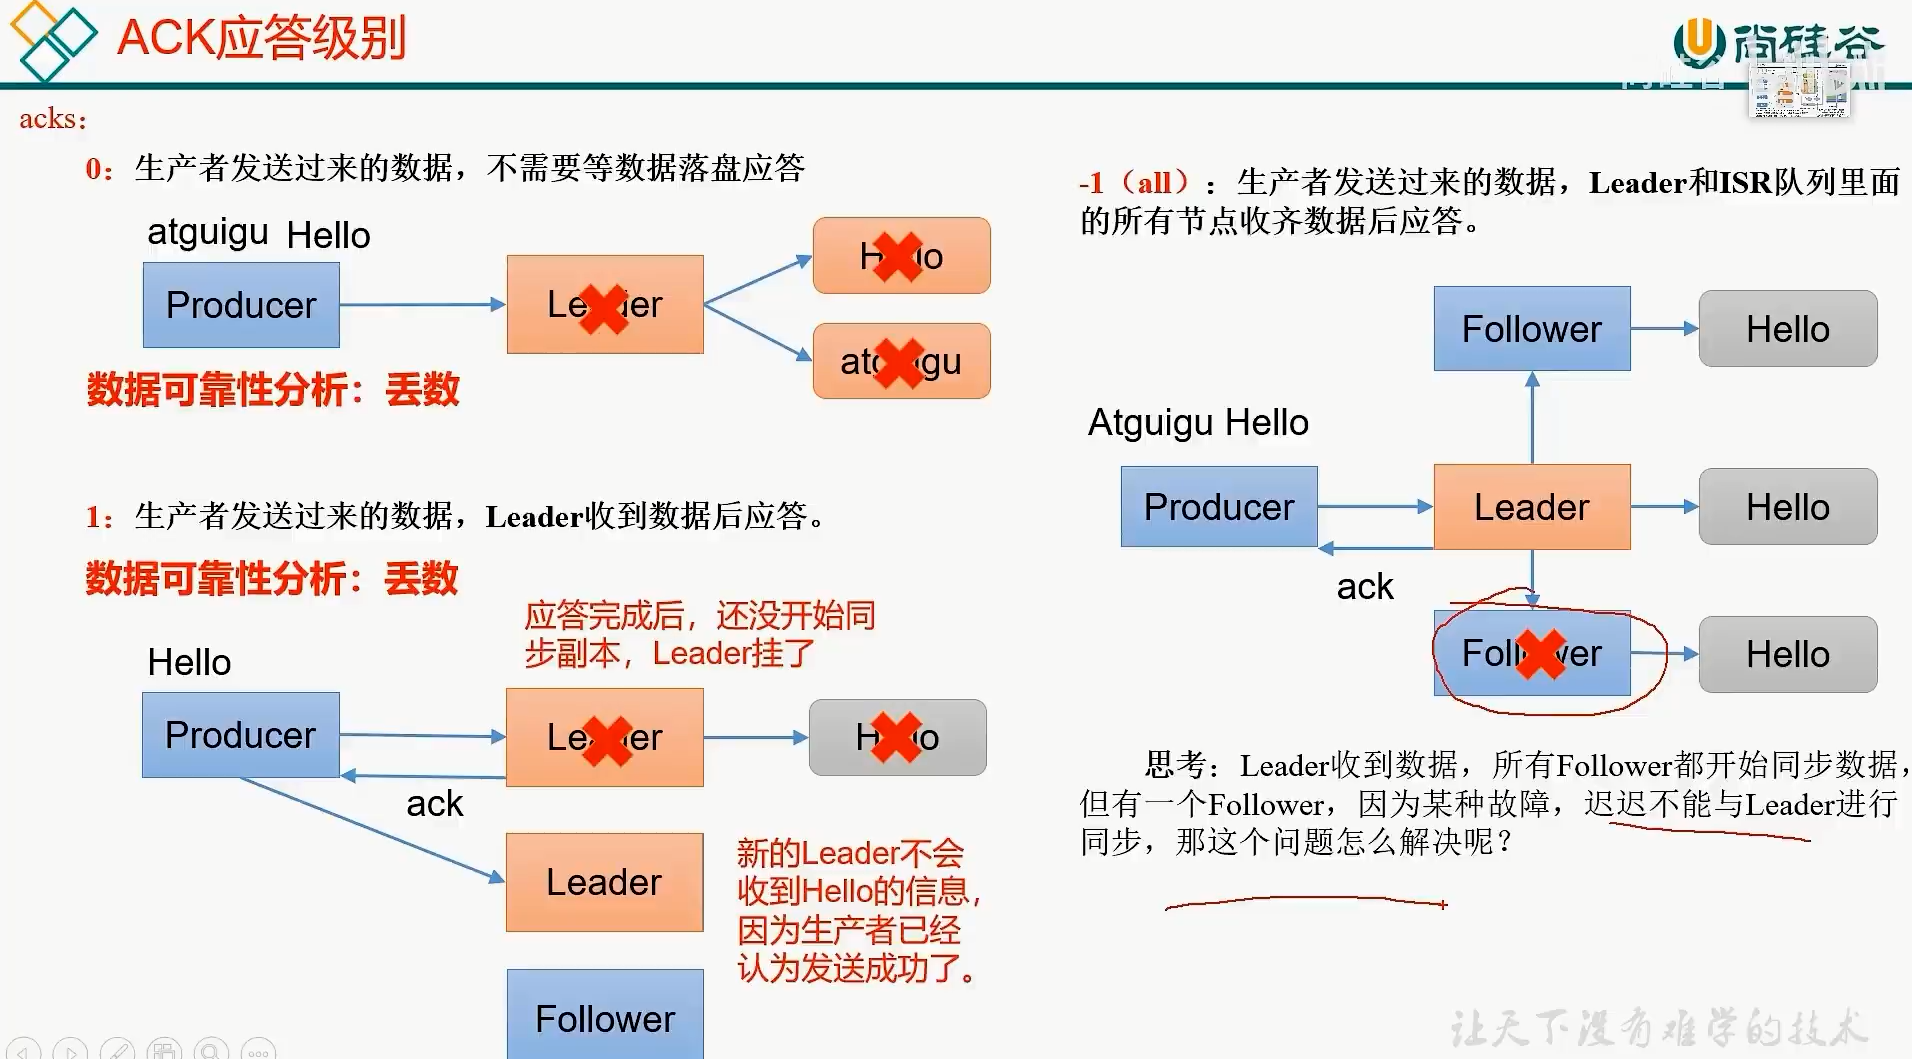 ACK应答级别
尚硅谷
acks：
0：生产者发送过来的数据，不需要等数据落盘应答
atguigu Hello
Producer
Leader
Hello
atguigu
数据可靠性分析：丢数
1：生产者发送过来的数据，Leader收到数据后应答。
数据可靠性分析：丢数
应答完成后，还没开始同
步副本，Leader挂了
Hello
Producer
Leader
Hello
ack
Leader
新的Leader不会
收到Hello的信息，
因为生产者已经
认为发送成功了。
Follower
-1（all）：生产者发送过来的数据，Leader和ISR队列里面
的所有节点收齐数据后应答。
Follower
Hello
Atguigu Hello
Producer
Leader
Hello
ack
Follower
Hello
思考：Leader收到数据，所有Follower都开始同步数据，
但有一个Follower，因为某种故障，迟迟不能与Leader进行
同步，那这个问题怎么解决呢？
让天下没有难学的技术